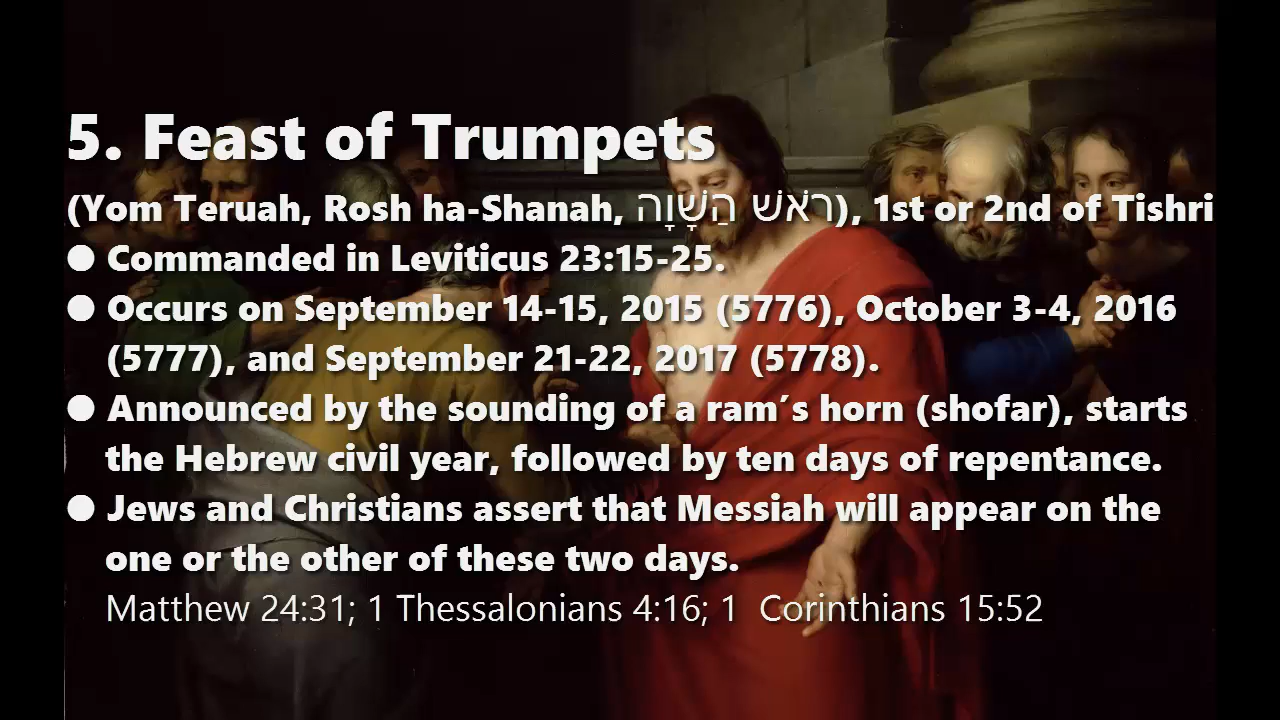 5. Feast of Trumpets
(Yom Teruah, Rosh ha-Shanah, רֹאשׁ הַשָּׁוָה), 1st or 2nd of Tishri
● Commanded in Leviticus 23:15-25.
● Occurs on September 14-15, 2015 (5776), October 3-4, 2016
(5777), and September 21-22, 2017 (5778).
● Announced by the sounding of a ram´s horn (shofar), starts
the Hebrew civil year, followed by ten days of repentance.
● Jews and Christians assert that Messiah will appear on the
one or the other of these two days.
Matthew 24:31; 1 Thessalonians 4:16; 1  Corinthians 15:52